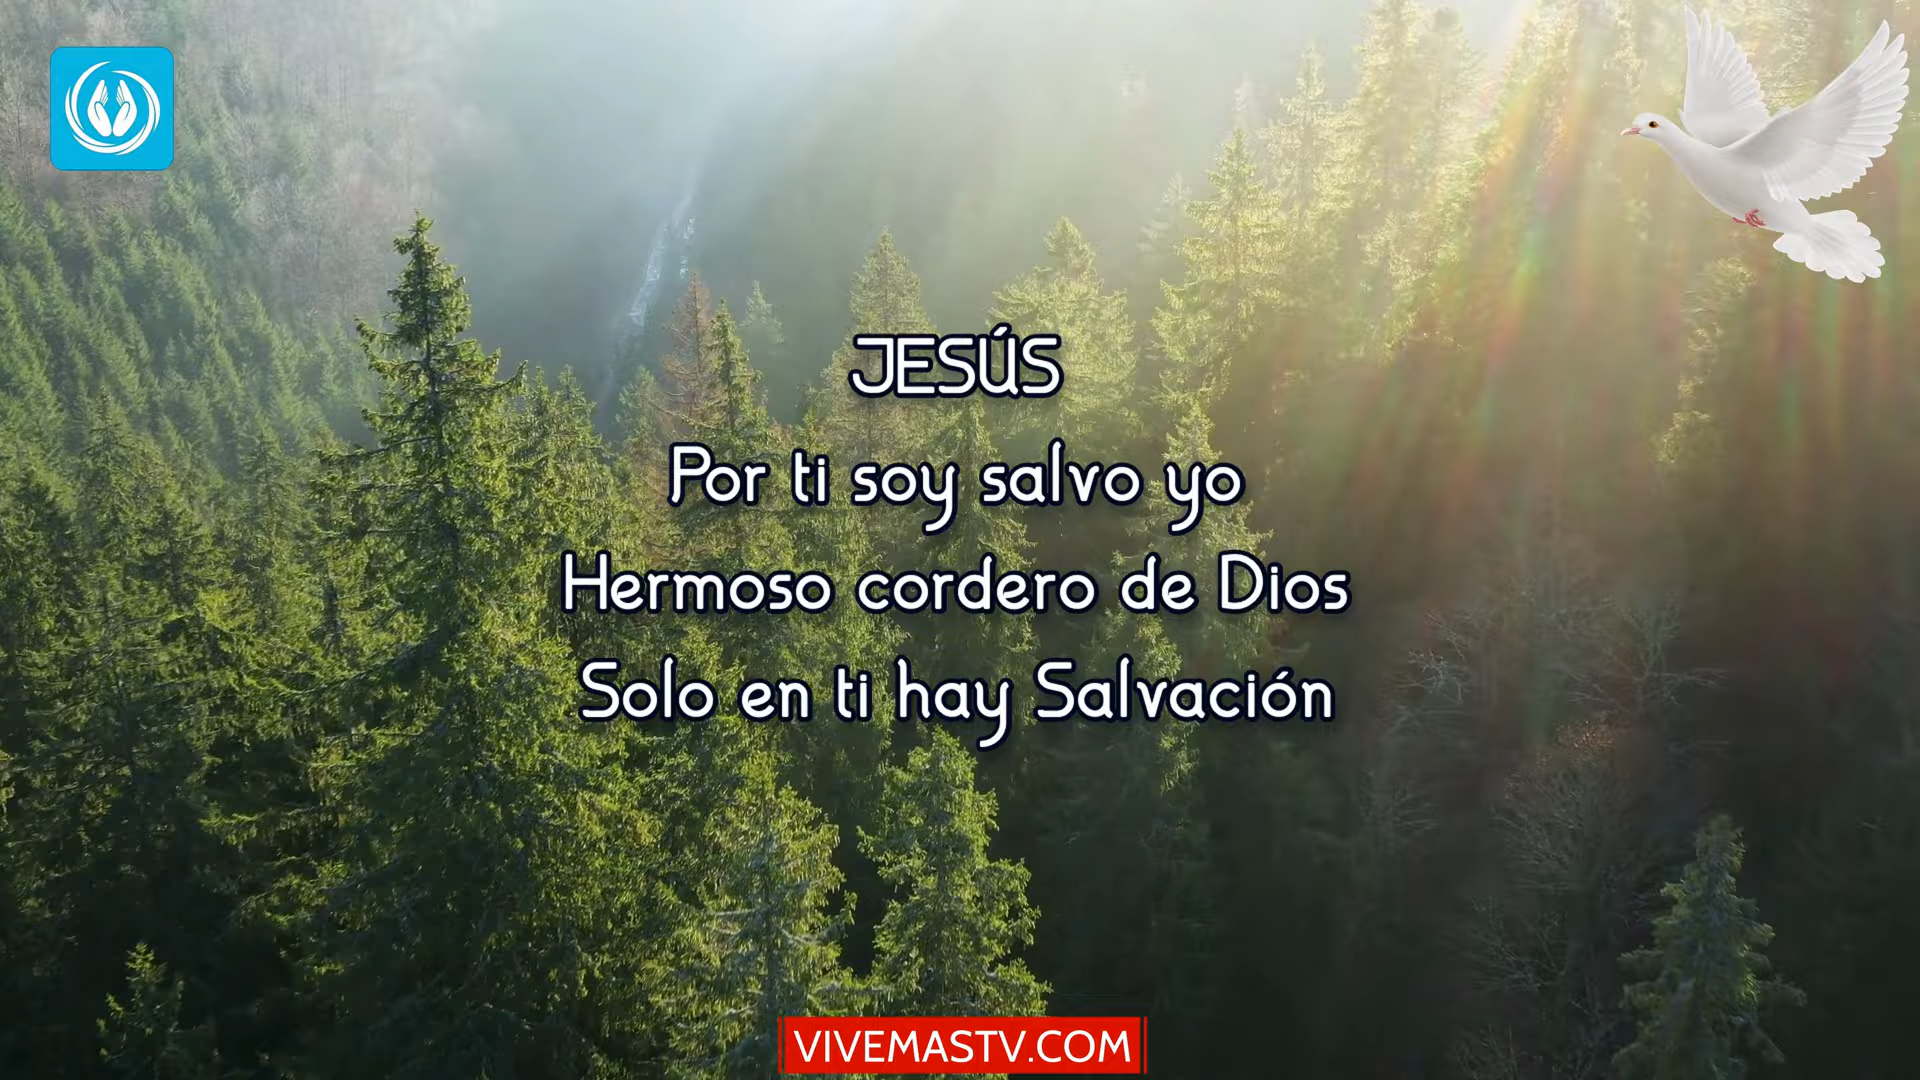 JESÚS
Por ti soy salvo yo
Hermoso cordero de Dios
Solo en ti hay Salvación
VIVEMASTV.COM